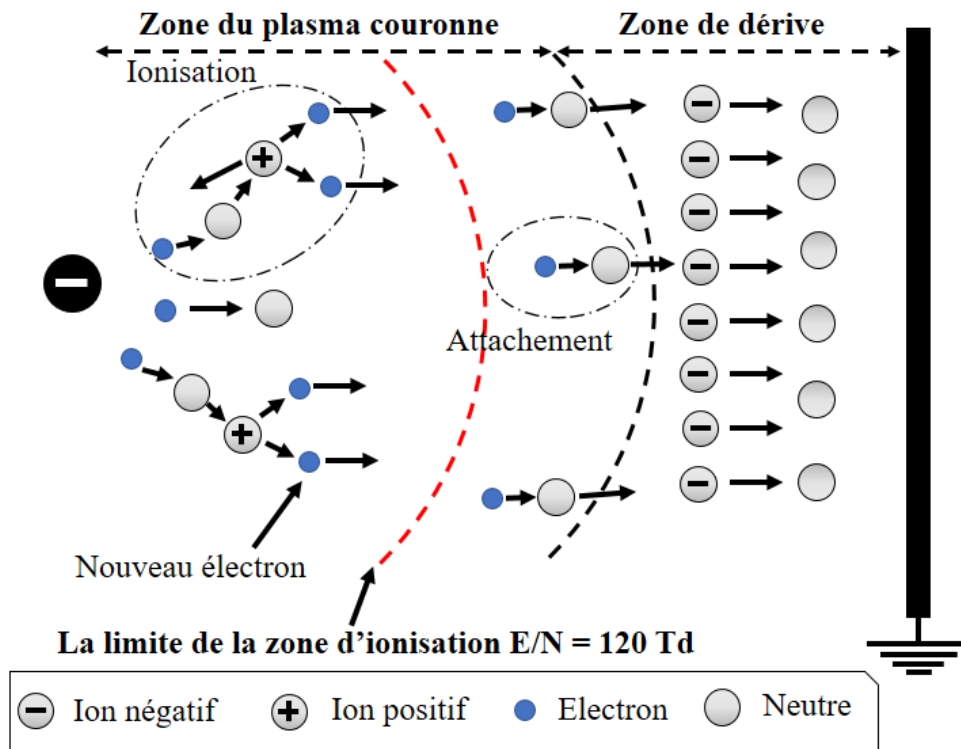 Zone du plasma couronne
Zone de dérive
Ionisation
Attachement
Nouveau électron
La limite de la zone d’ionisation E/N = 120 Td
Ion négatif
Ion positif
Electron
Neutre